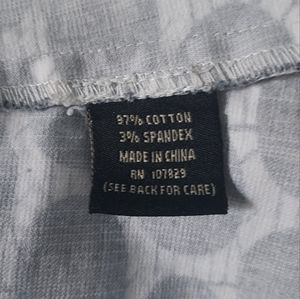 97% COTTON
3% SPANDEX
MADE IN CHINA
RN 107829
(SEE BACK FOR CARE)